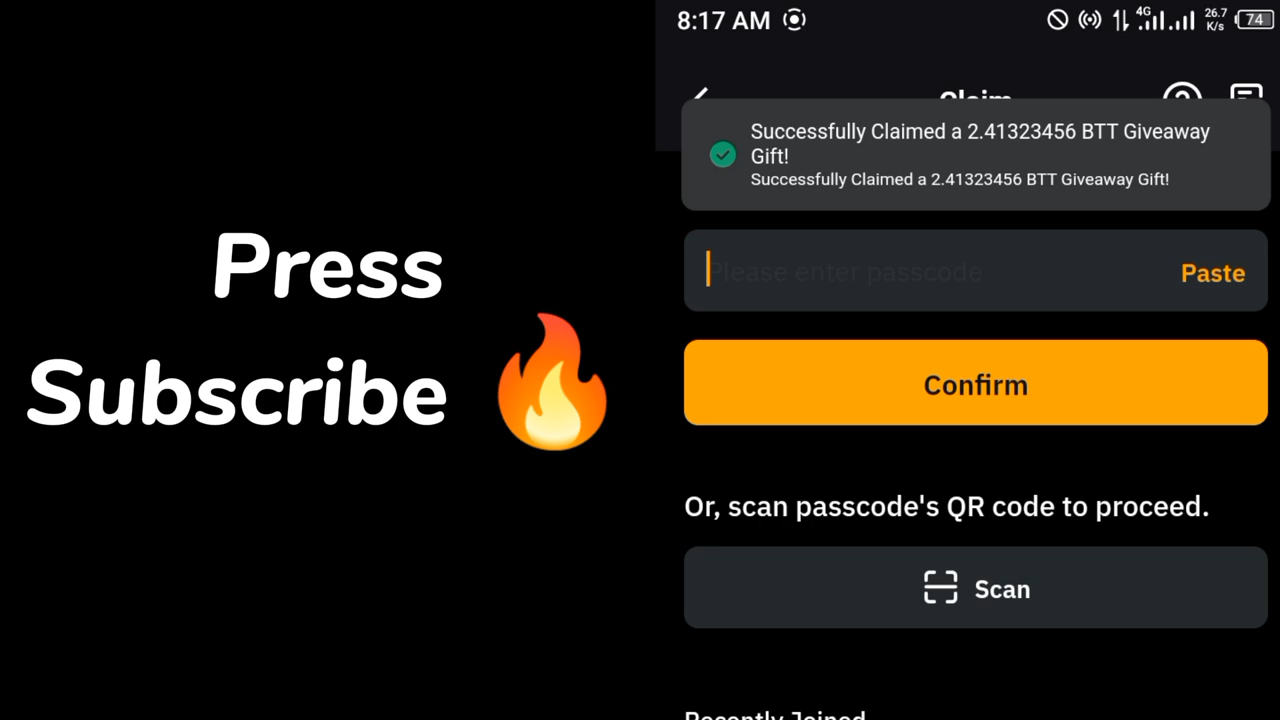 Press
Subscribe
8:17 AM
4G
26.7
K/s
74
Claim
Successfully Claimed a 2.41323456 BTT Giveaway
Gift!
Successfully Claimed a 2.41323456 BTT Giveaway Gift!
Please enter passcode
Paste
Confirm
Or, scan passcode's QR code to proceed.
Scan
Recently Joined